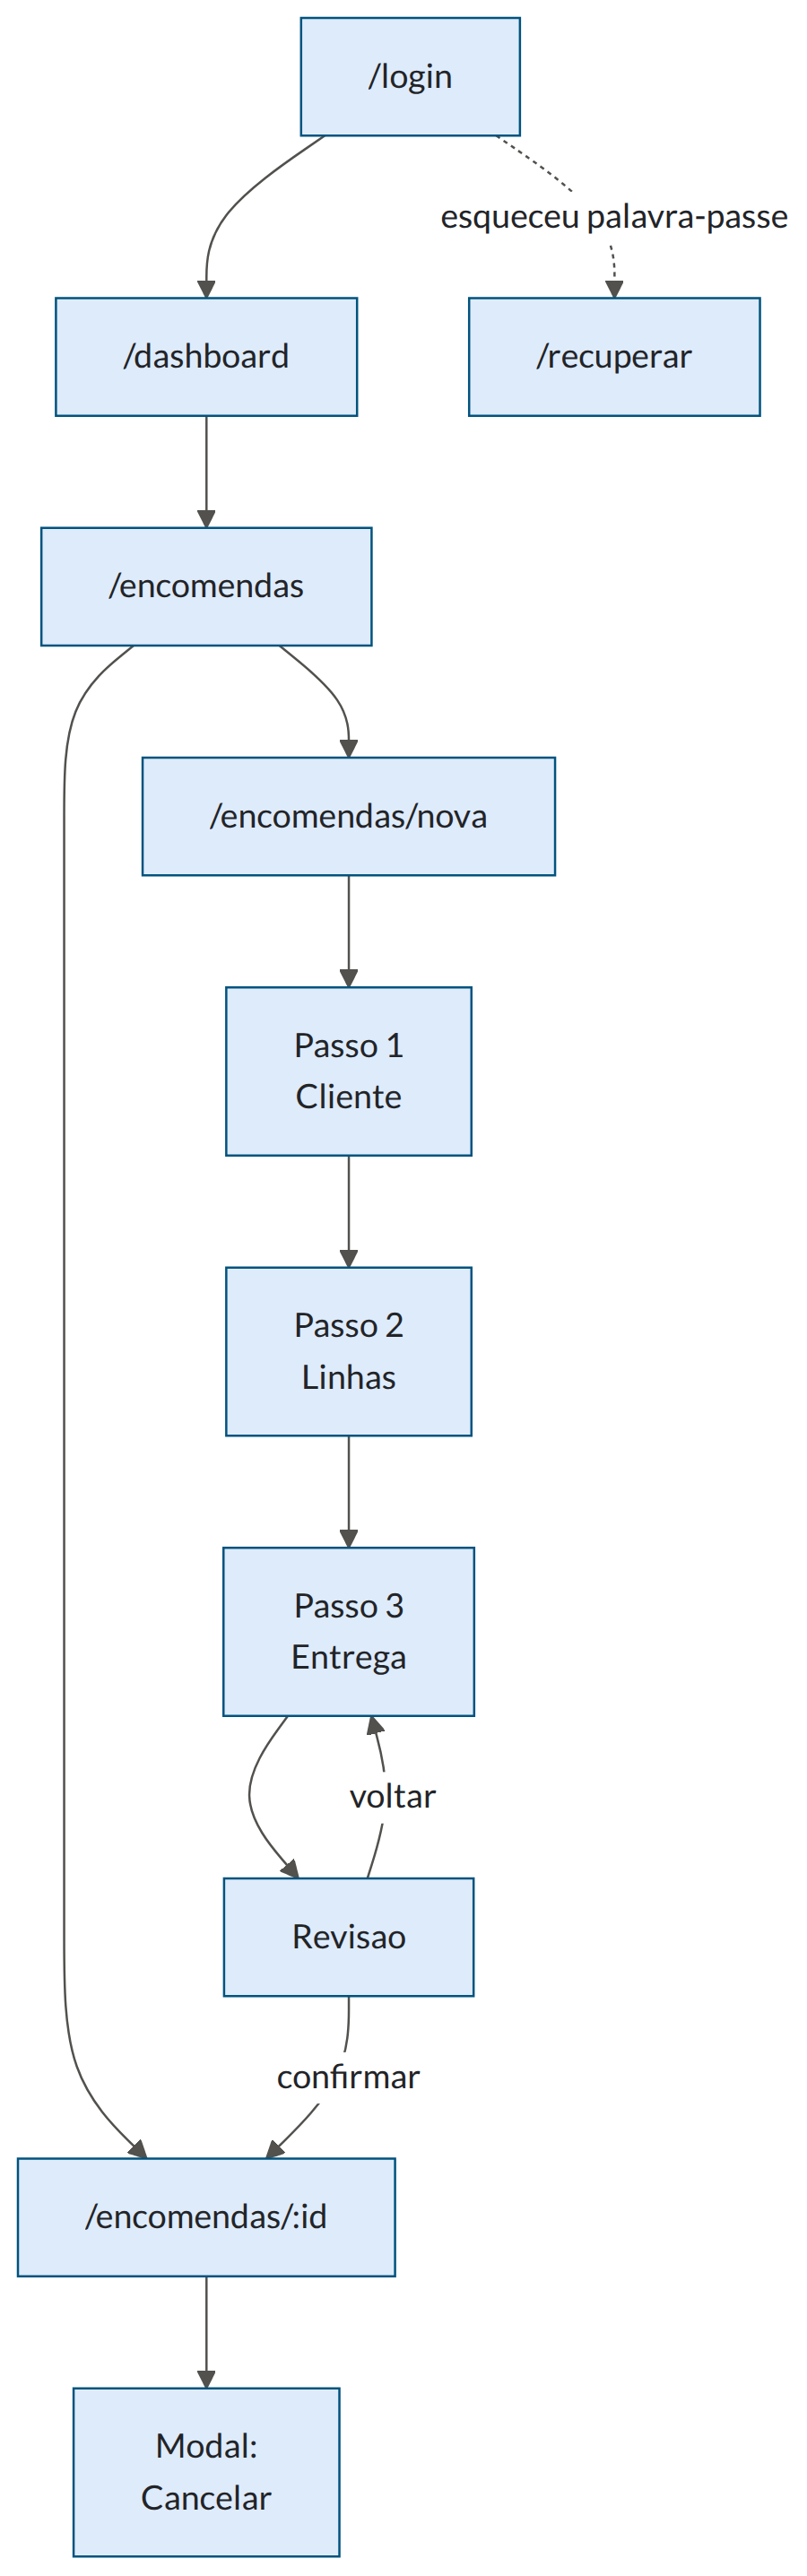 /login
esqueceu palavra-passe
/dashboard
/recuperar
/encomendas
/encomendas/nova
Passo 1
Cliente
Passo 2
Linhas
Passo 3
Entrega
voltar
Revisao
confirmar
/encomendas/:id
Modal:
Cancelar